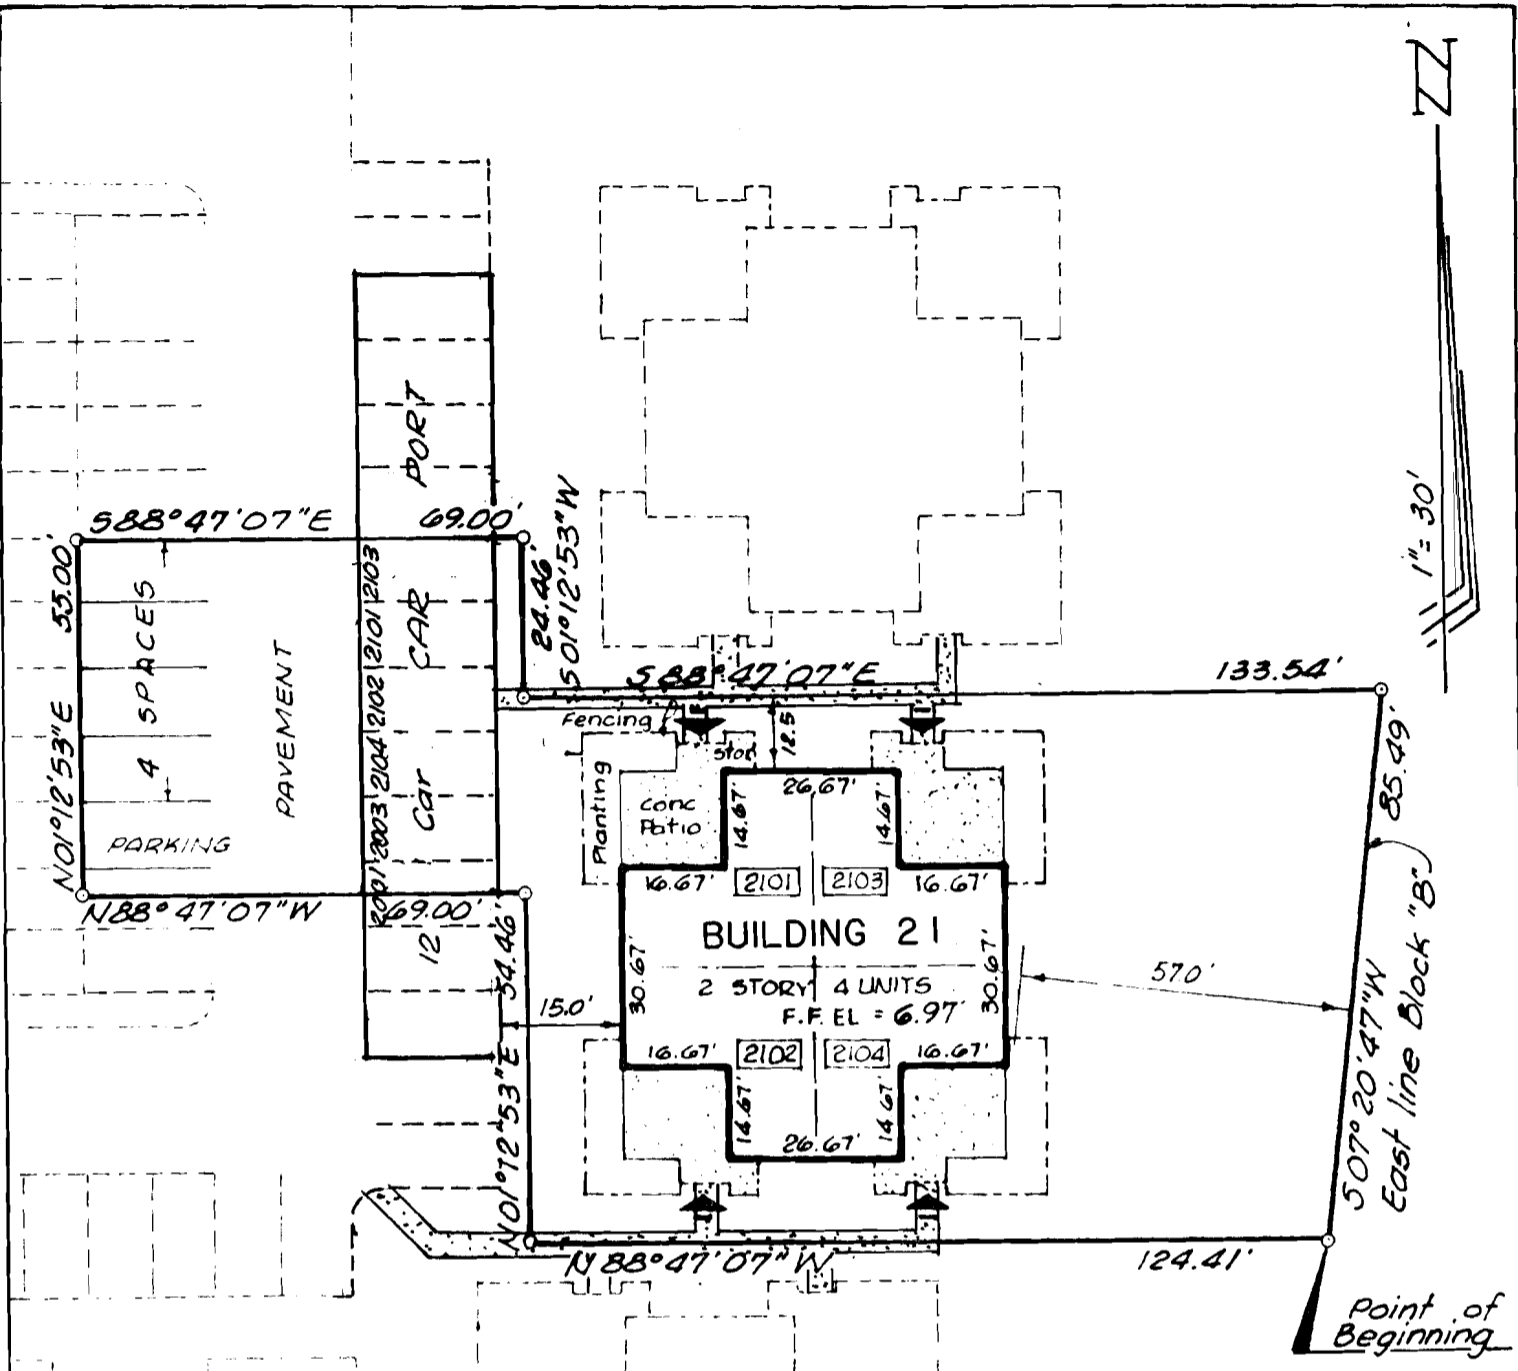 1"= 30'
PORT
S88°47'07"E 69.00'
24.46'
S01°12'53"W
55.00'
N01°12'53"E
4 SPACES
PAVEMENT
PARKING
2001 2003 2104 2102 2101 2103
CAR
Car
12
S88°47'07"E 133.54'
Fencing
Stor
12.5
Planting
Conc
Patio
26.67'
14.67'
14.67'
16.67' 2101 2103 16.67'
BUILDING 21
2 STORY 4 UNITS
F.F. EL = 6.97'
30.67'
30.67'
16.67' 2102 2104 16.67'
14.67'
14.67'
26.67'
N88°47'07"W 69.00'
54.46'
N01°12'53"E
15.0'
57.0'
85.49'
S07°20'47"W
East line Block "B"
N88°47'07"W 124.41'
Point of
Beginning